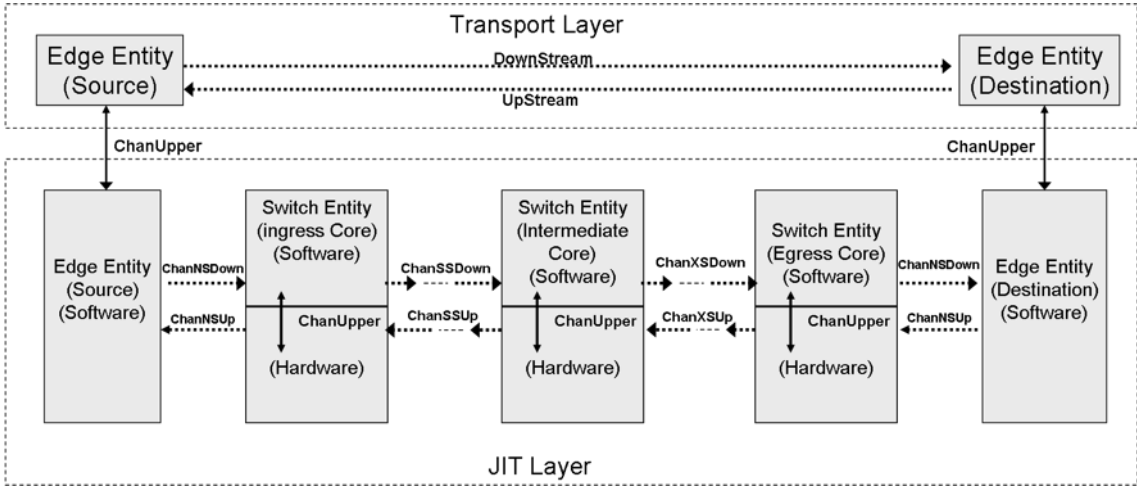 Transport Layer
Edge Entity
(Source)
DownStream
UpStream
Edge Entity
(Destination)
ChanUpper
ChanUpper
Edge Entity
(Source)
(Software)
ChanNSDown
ChanNSUp
Switch Entity
(ingress Core)
(Software)
ChanUpper
(Hardware)
ChanSSDown
ChanSSUp
Switch Entity
(Intermediate
Core)
(Software)
ChanUpper
(Hardware)
ChanXSDown
ChanXSUp
Switch Entity
(Egress Core)
(Software)
ChanUpper
(Hardware)
ChanNSDown
ChanNSUp
Edge Entity
(Destination)
(Software)
JIT Layer